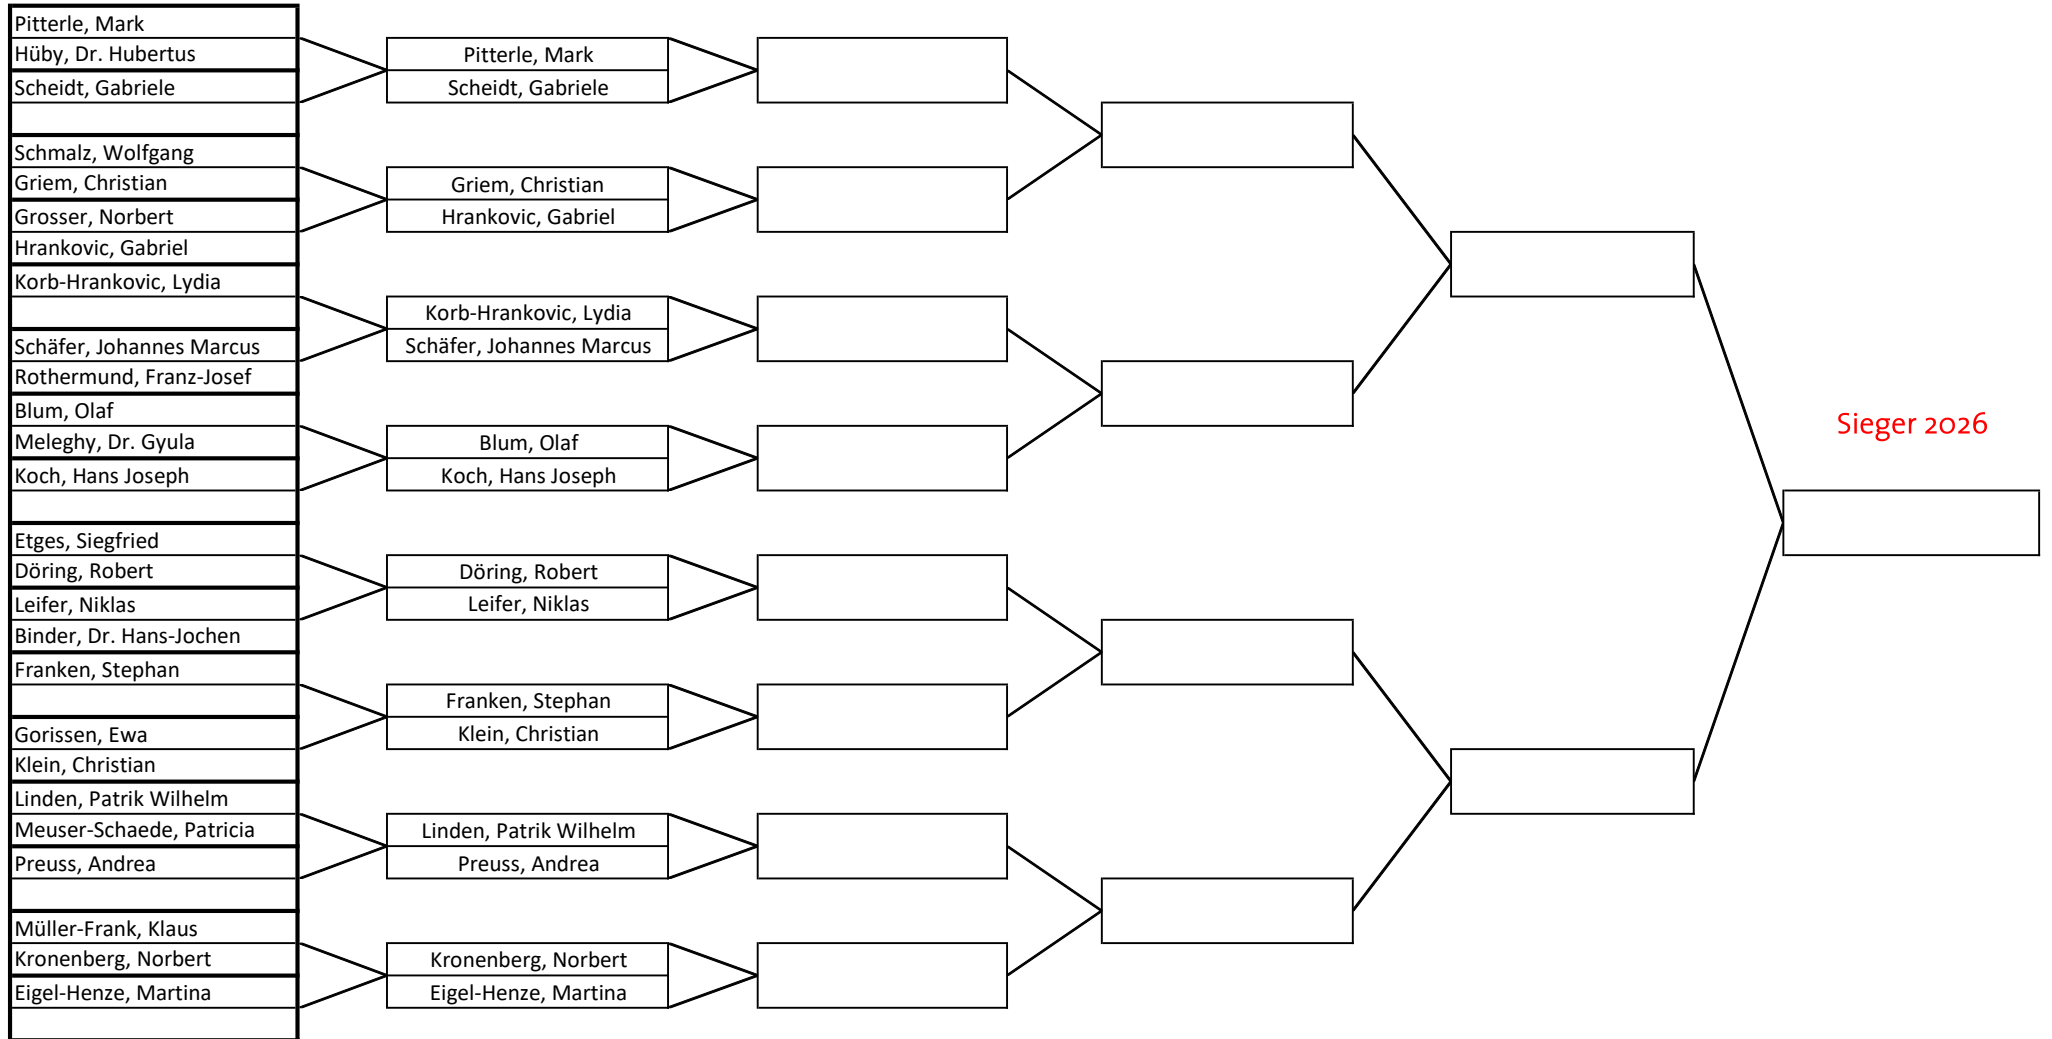 Pitterle, Mark
Hüby, Dr. Hubertus
Scheidt, Gabriele
Schmalz, Wolfgang
Griem, Christian
Grosser, Norbert
Hrankovic, Gabriel
Korb-Hrankovic, Lydia
Schäfer, Johannes Marcus
Rothermund, Franz-Josef
Blum, Olaf
Meleghy, Dr. Gyula
Koch, Hans Joseph
Etges, Siegfried
Döring, Robert
Leifer, Niklas
Binder, Dr. Hans-Jochen
Franken, Stephan
Gorissen, Ewa
Klein, Christian
Linden, Patrik Wilhelm
Meuser-Schaede, Patricia
Preuss, Andrea
Müller-Frank, Klaus
Kronenberg, Norbert
Eigel-Henze, Martina
Pitterle, Mark
Scheidt, Gabriele
Griem, Christian
Hrankovic, Gabriel
Korb-Hrankovic, Lydia
Schäfer, Johannes Marcus
Blum, Olaf
Koch, Hans Joseph
Döring, Robert
Leifer, Niklas
Franken, Stephan
Klein, Christian
Linden, Patrik Wilhelm
Preuss, Andrea
Kronenberg, Norbert
Eigel-Henze, Martina
Sieger 2026